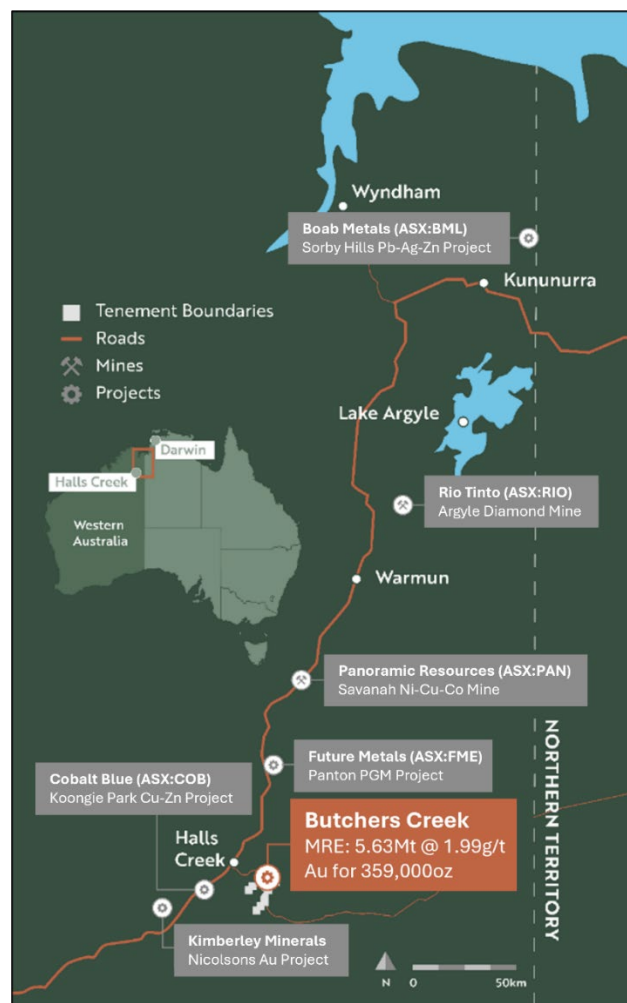 Wyndham
Boab Metals (ASX:BML)
Sorby Hills Pb-Ag-Zn Project
Kununurra
Tenement Boundaries
Roads
Mines
Projects
Lake Argyle
Darwin
Halls Creek
Western
Australia
Rio Tinto (ASX:RIO)
Argyle Diamond Mine
Warmun
Panoramic Resources (ASX:PAN)
Savanah Ni-Cu-Co Mine
NORTHERN TERRITORY
Future Metals (ASX:FME)
Panton PGM Project
Cobalt Blue (ASX:COB)
Koongie Park Cu-Zn Project
Butchers Creek
MRE: 5.63Mt @ 1.99g/t
Au for 359,000oz
Halls
Creek
Kimberley Minerals
Nicolsons Au Project
N
0
50km